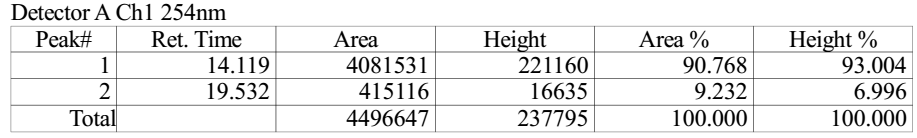 Detector A Ch1 254nm
Peak# Ret. Time Area Height Area % Height %
1 14.119 4081531 221160 90.768 93.004
2 19.532 415116 16635 9.232 6.996
Total 4496647 237795 100.000 100.000